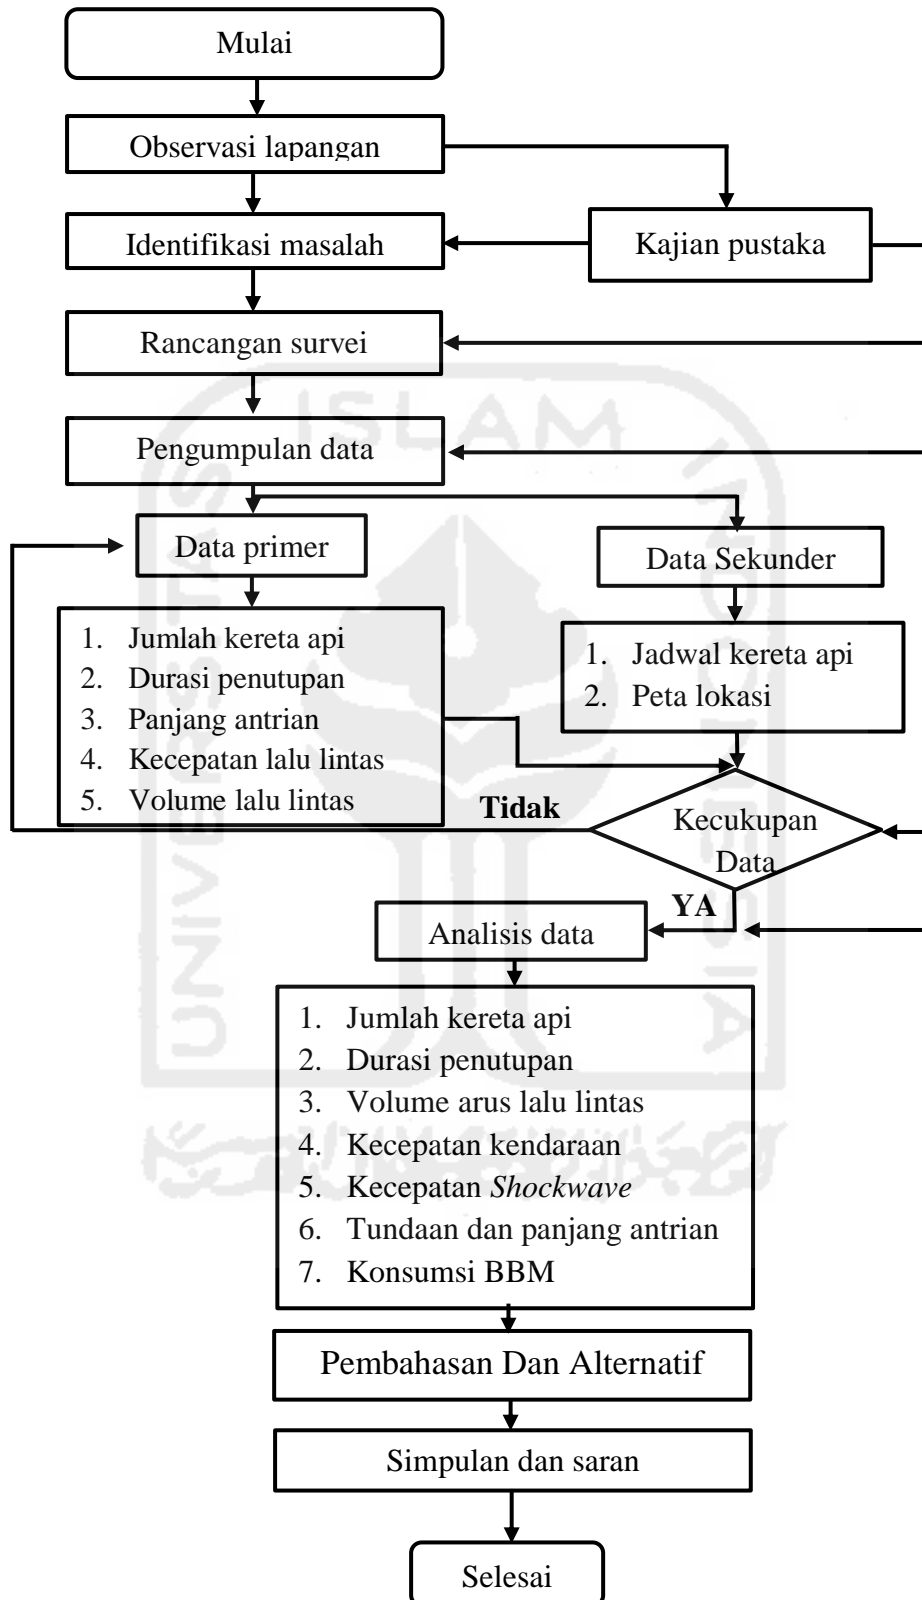 Mulai
Observasi lapangan
Identifikasi masalah
Kajian pustaka
Rancangan survei
Pengumpulan data
Data primer
Data Sekunder
1. Jumlah kereta api
2. Durasi penutupan
3. Panjang antrian
4. Kecepatan lalu lintas
5. Volume lalu lintas
1. Jadwal kereta api
2. Peta lokasi
Tidak
Kecukupan
Data
YA
Analisis data
1. Jumlah kereta api
2. Durasi penutupan
3. Volume arus lalu lintas
4. Kecepatan kendaraan
5. Kecepatan Shockwave
6. Tundaan dan panjang antrian
7. Konsumsi BBM
Pembahasan Dan Alternatif
Simpulan dan saran
Selesai
UNIVERSITAS
ISLAM
INDONESIA